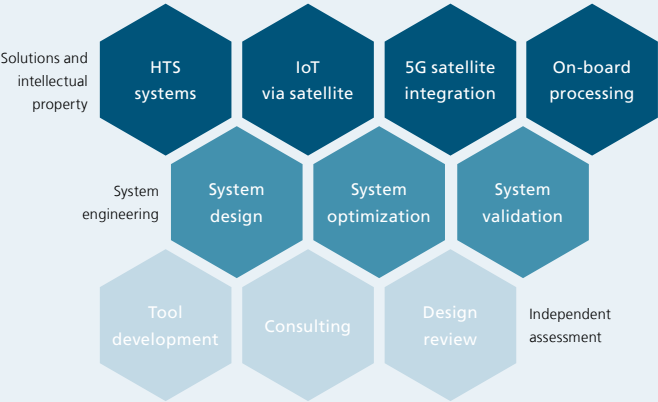 Solutions and
intellectual
property
HTS
systems
IoT
via satellite
5G satellite
integration
On-board
processing
System
engineering
System
design
System
optimization
System
validation
Tool
development
Consulting
Design
review
Independent
assessment